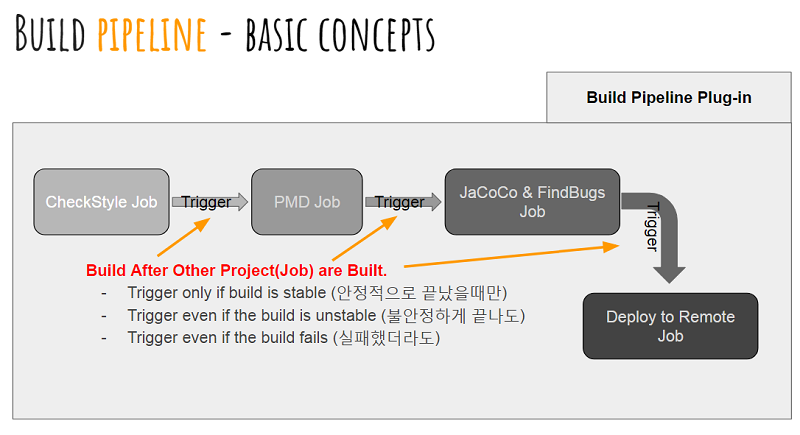 BUILD PIPELINE - BASIC CONCEPTS
Build Pipeline Plug-in
CheckStyle Job
Trigger
PMD Job
Trigger
JaCoCo & FindBugs
Job
Trigger
Build After Other Project(Job) are Built.
- Trigger only if build is stable (안정적으로 끝났을때만)
- Trigger even if the build is unstable (불안정하게 끝나도)
- Trigger even if the build fails (실패했더라도)
Deploy to Remote
Job